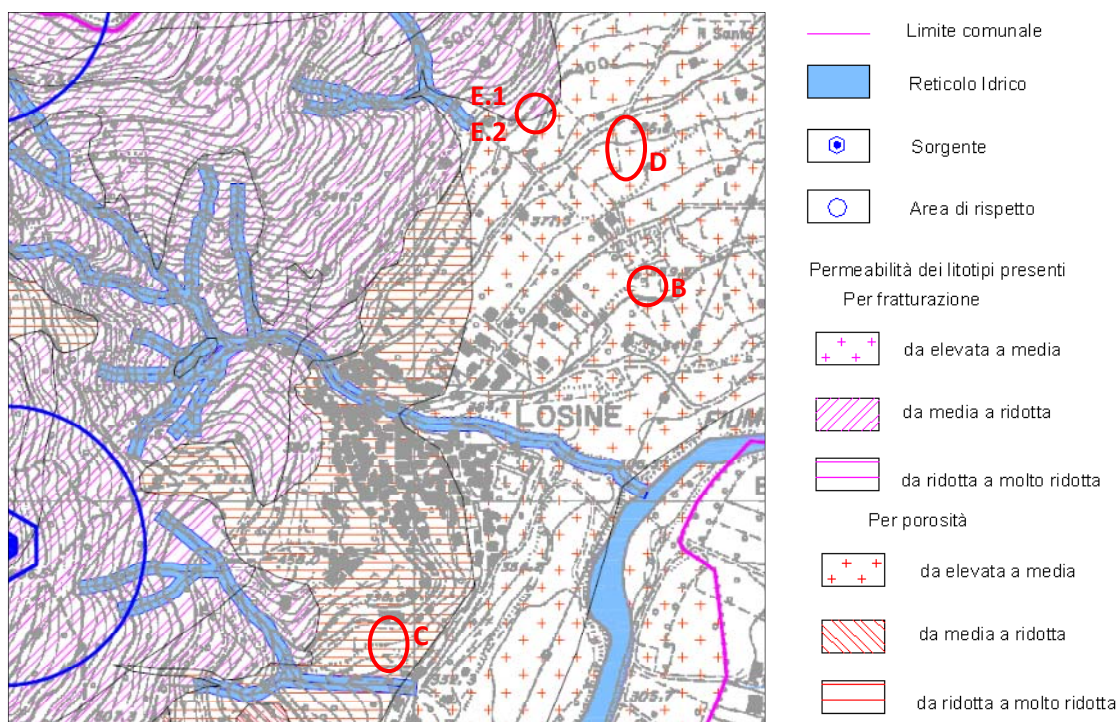 N Santo
E.1
E.2
D
B
LOSINE
C
Limite comunale
Reticolo Idrico
Sorgente
Area di rispetto
Permeabilità dei litotipi presenti
Per fratturazione
da elevata a media
da media a ridotta
da ridotta a molto ridotta
Per porosità
da elevata a media
da media a ridotta
da ridotta a molto ridotta